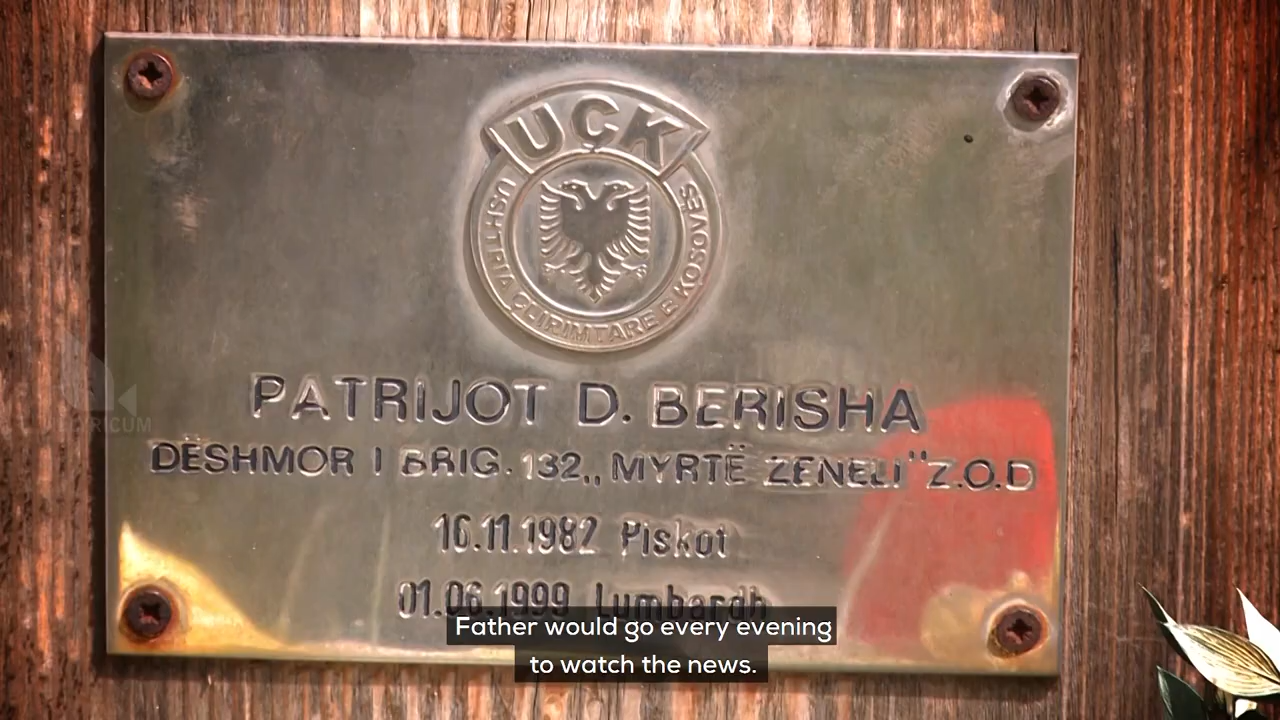 UÇK
USHTRIA ÇLIRIMTARE E KOSOVËS
PATRIJOT D. BERISHA
DËSHMOR I BRIG. 132,, MYRTË ZENELI" Z.O.D
16.11.1982 Piskot
01.06.1999 Lumbardh
Father would go every evening
to watch the news.